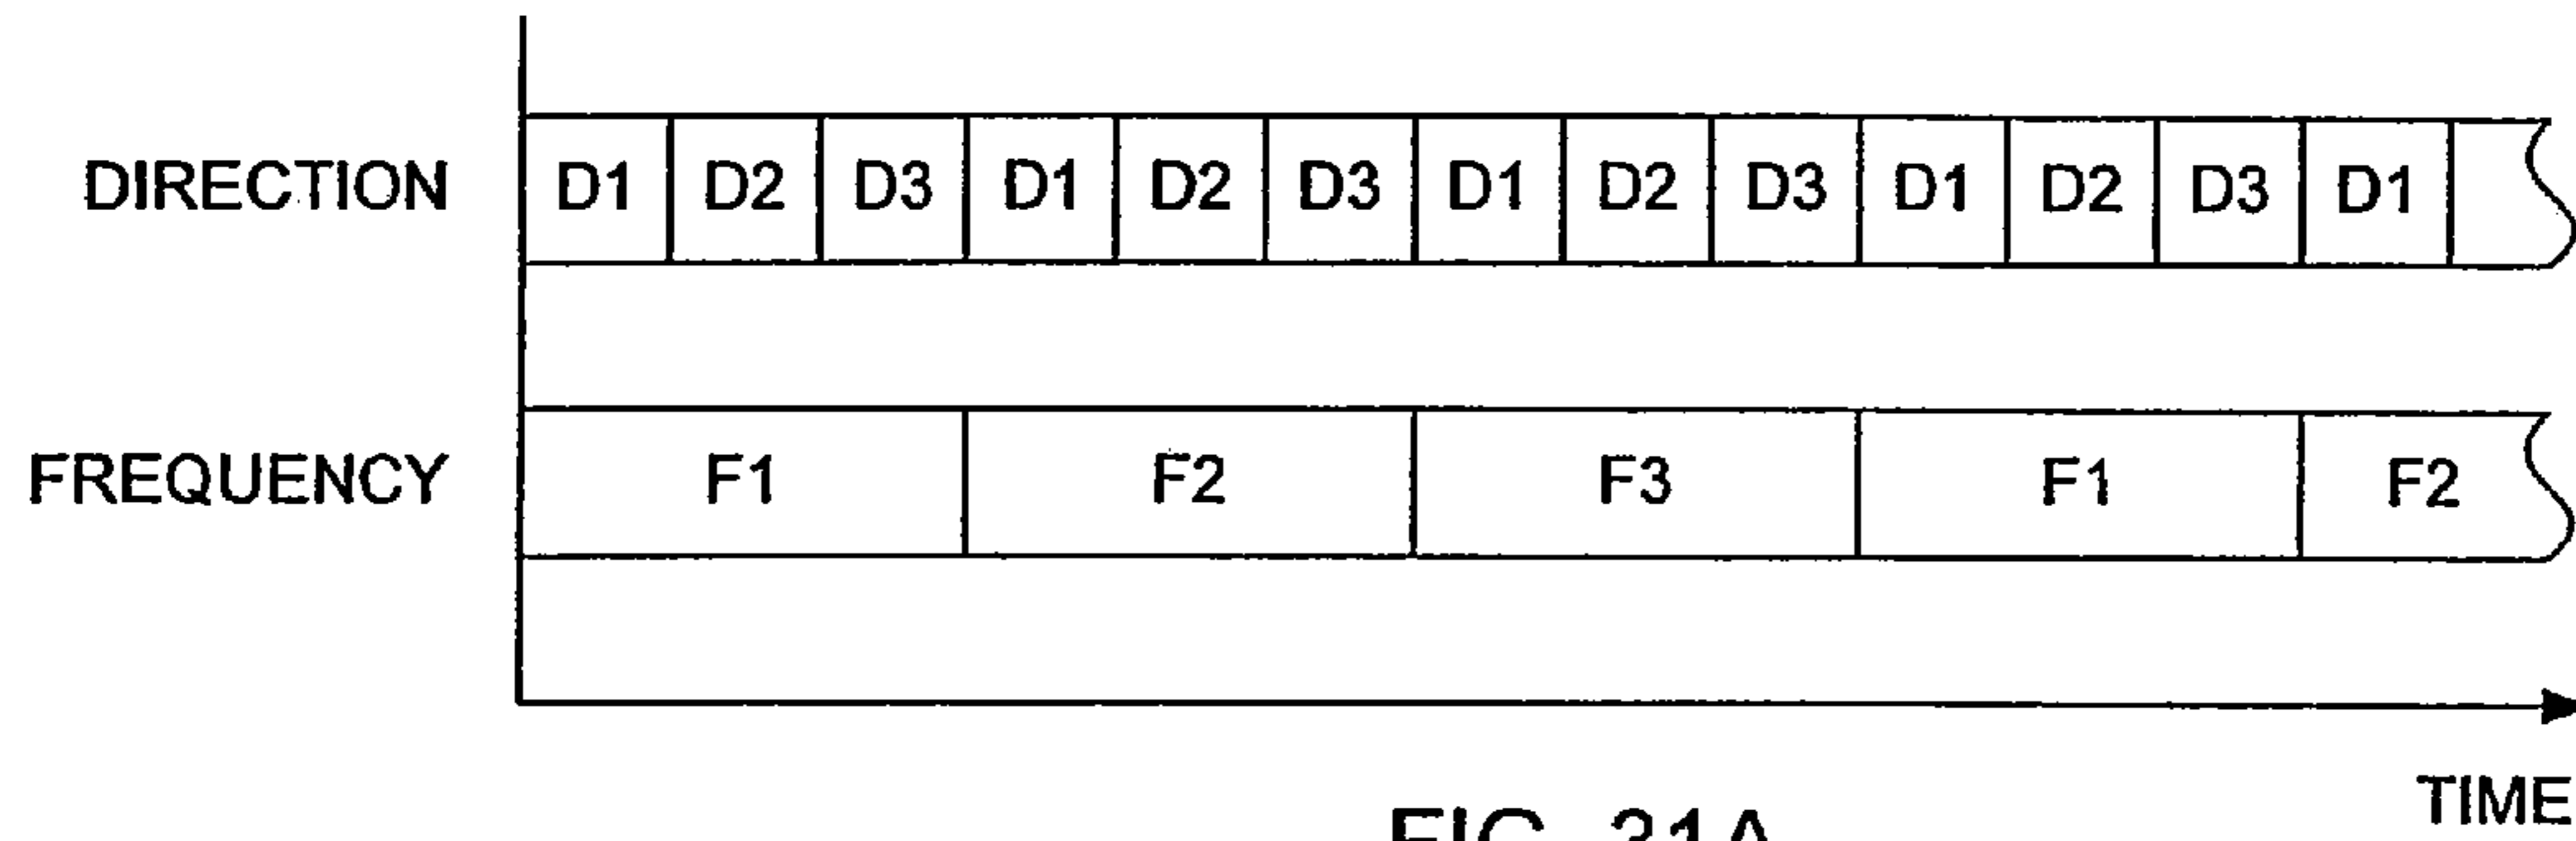 DIRECTION D1 D2 D3 D1 D2 D3 D1 D2 D3 D1 D2 D3 D1
FREQUENCY F1 F2 F3 F1 F2
TIME